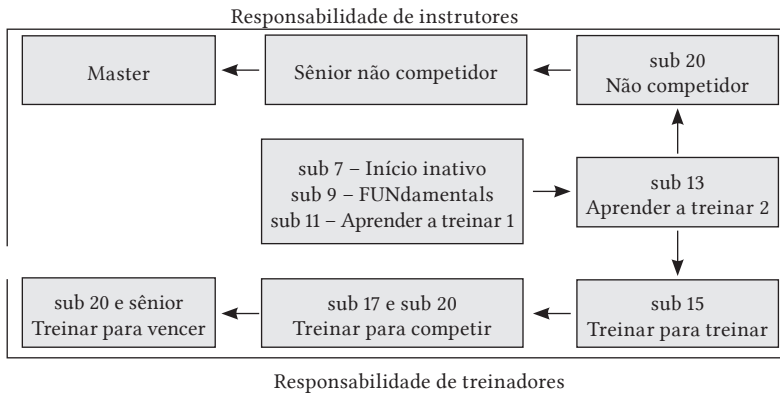 Responsabilidade de instrutores
Master
Sênior não competidor
sub 20
Não competidor
sub 7 – Início inativo
sub 9 – FUNdamentals
sub 11 – Aprender a treinar 1
sub 13
Aprender a treinar 2
sub 20 e sênior
Treinar para vencer
sub 17 e sub 20
Treinar para competir
sub 15
Treinar para treinar
Responsabilidade de treinadores